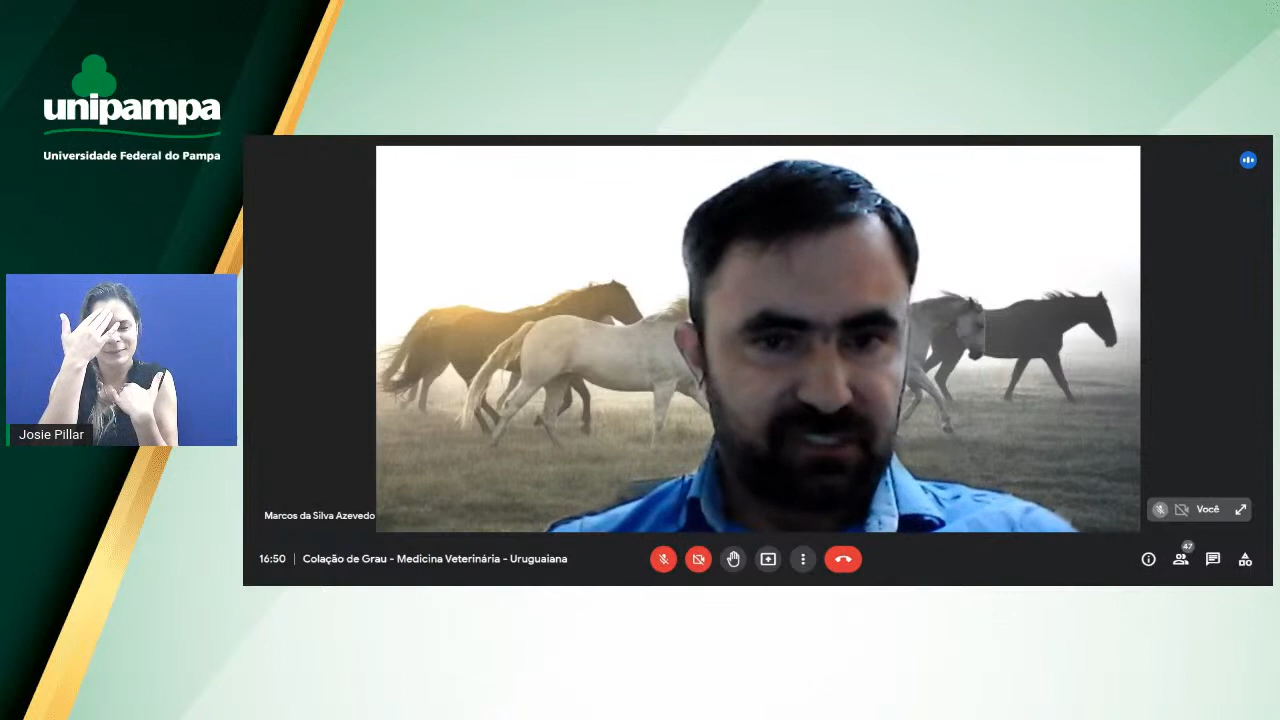 unipampa
Universidade Federal do Pampa
Josie Pillar
Marcos da Silva Azevedo
Você
16:50 | Colação de Grau - Medicina Veterinária - Uruguaiana
47